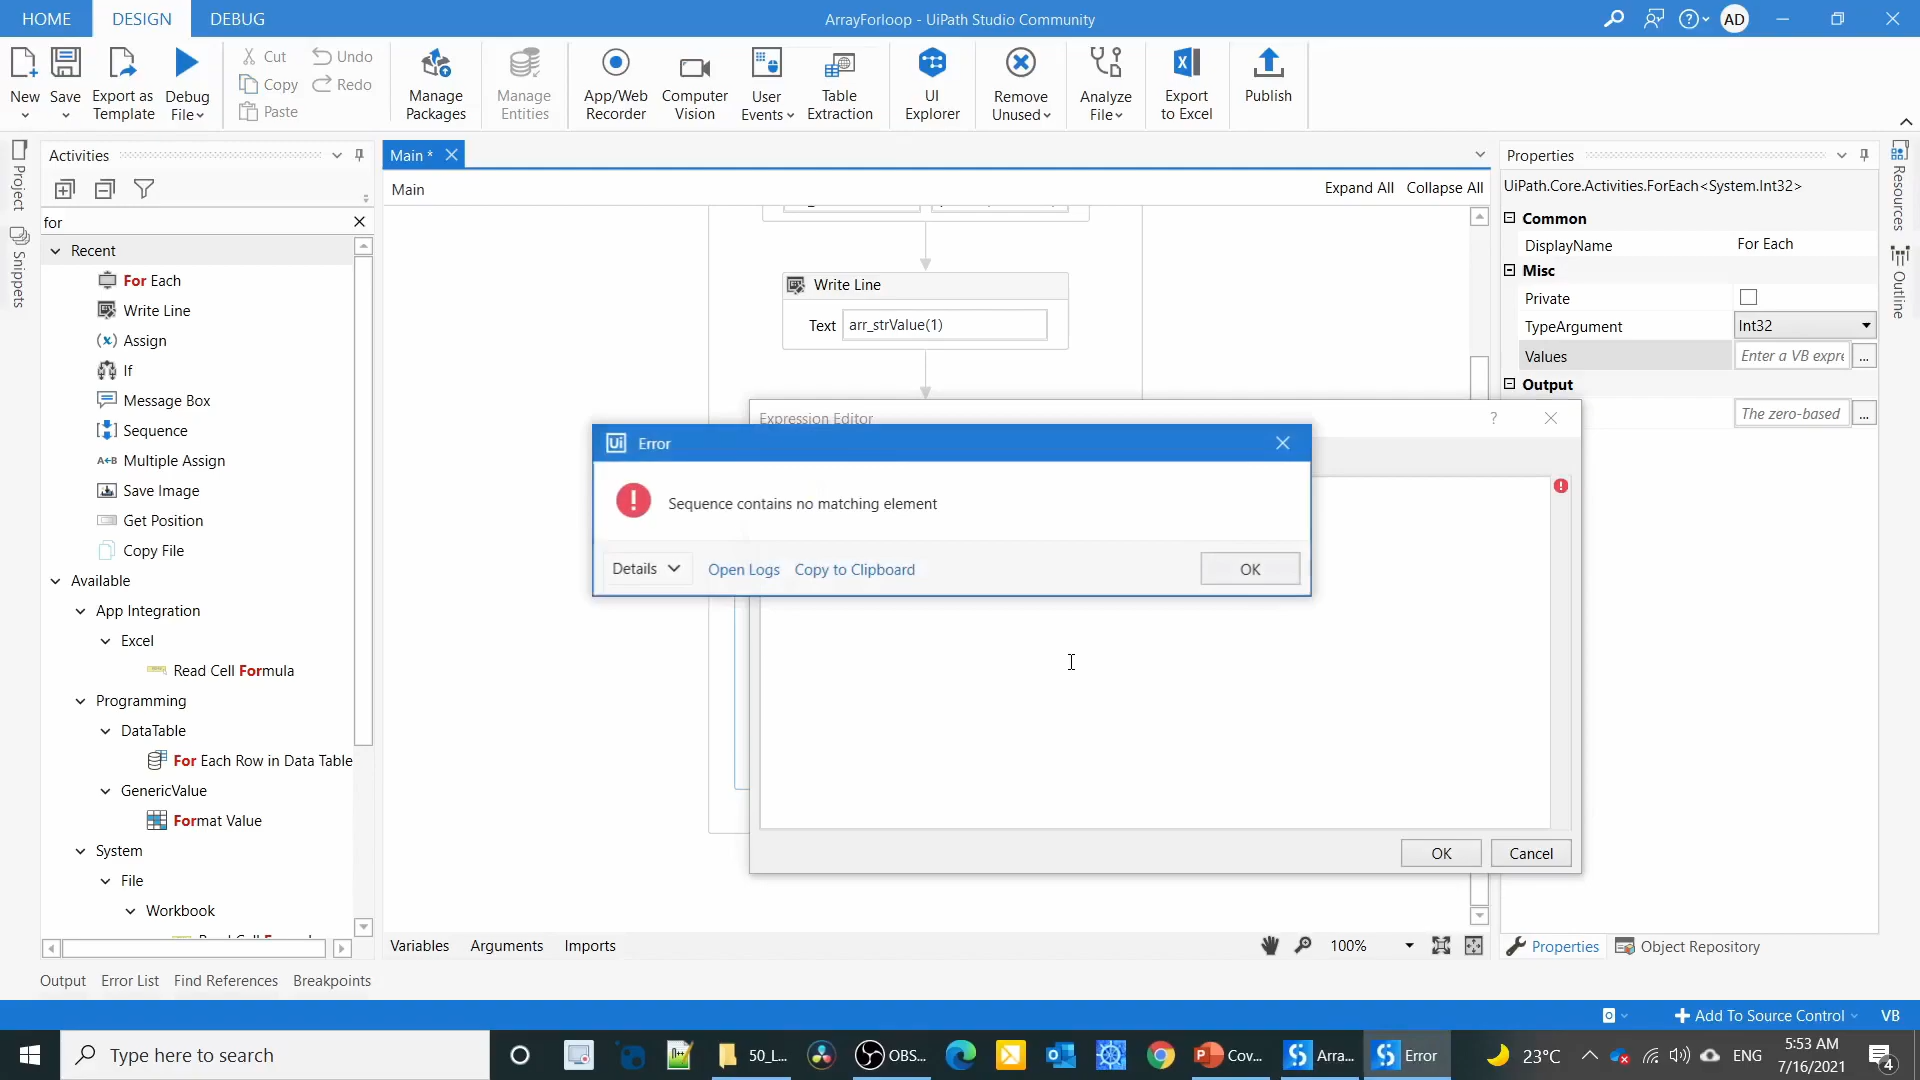 HOME DESIGN DEBUG
ArrayForloop - UiPath Studio Community
AD
New
Save
Export as
Template
Debug
File
Cut
Copy
Paste
Undo
Redo
Manage
Packages
Manage
Entities
App/Web
Recorder
Computer
Vision
User
Events
Table
Extraction
UI
Explorer
Remove
Unused
Analyze
File
Export
to Excel
Publish
Project
Snippets
Activities
for
Recent
For Each
Write Line
Assign
If
Message Box
Sequence
A+B Multiple Assign
Save Image
Get Position
Copy File
Available
App Integration
Excel
Read Cell Formula
Programming
DataTable
For Each Row in Data Table
GenericValue
Format Value
System
File
Workbook
Main *
Main
Expand All Collapse All
Write Line
Text arr_strValue(1)
Expression Editor
?
Ui Error
Sequence contains no matching element
Details Open Logs Copy to Clipboard OK
OK Cancel
Variables Arguments Imports
100%
Properties
UiPath.Core.Activities.ForEach<System.Int32>
Common
DisplayName For Each
Misc
Private
TypeArgument Int32
Values Enter a VB expre ...
Output
The zero-based ...
Properties Object Repository
Resources
Outline
Output Error List Find References Breakpoints
Add To Source Control VB
Type here to search
50_L...
OBS...
Cov...
Arra...
Error
23°C
ENG
5:53 AM
7/16/2021
4